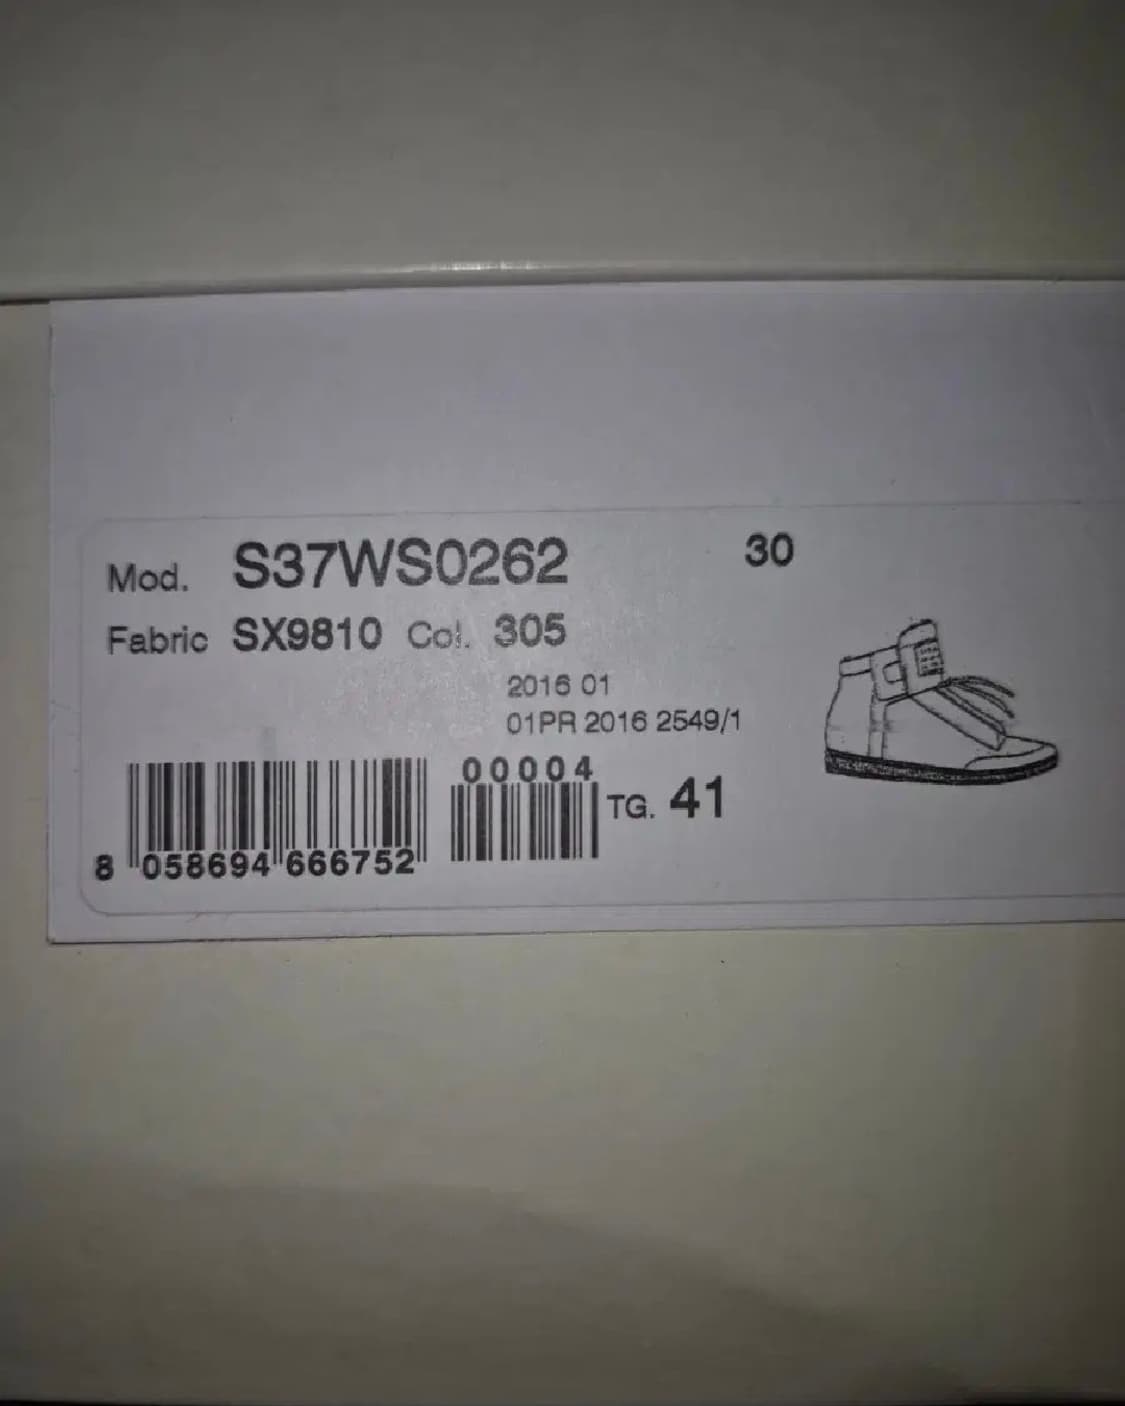 Mod. S37WS0262 30
Fabric SX9810 Col. 305
2016 01
01PR 2016 2549/1
00004
TG. 41
8 058694 666752